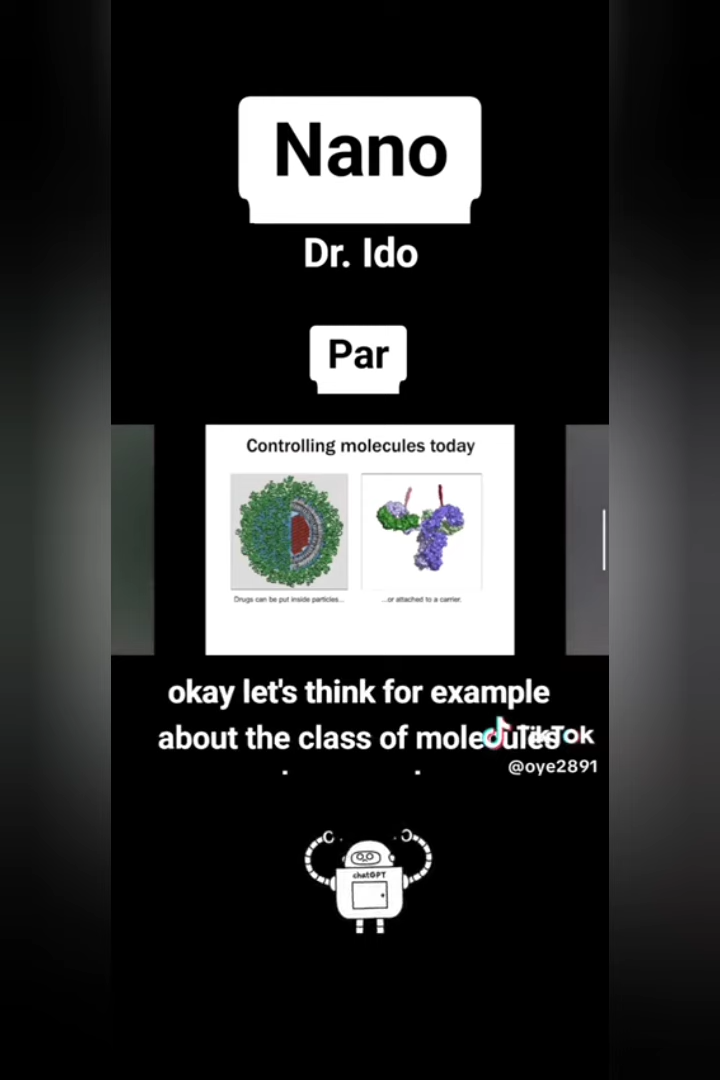 Nano
Dr. Ido
Par
Controlling molecules today
Drugs can be put inside particles...
...or attached to a carrier.
okay let's think for example
about the class of molecules
TikTok
@oye2891
chatGPT